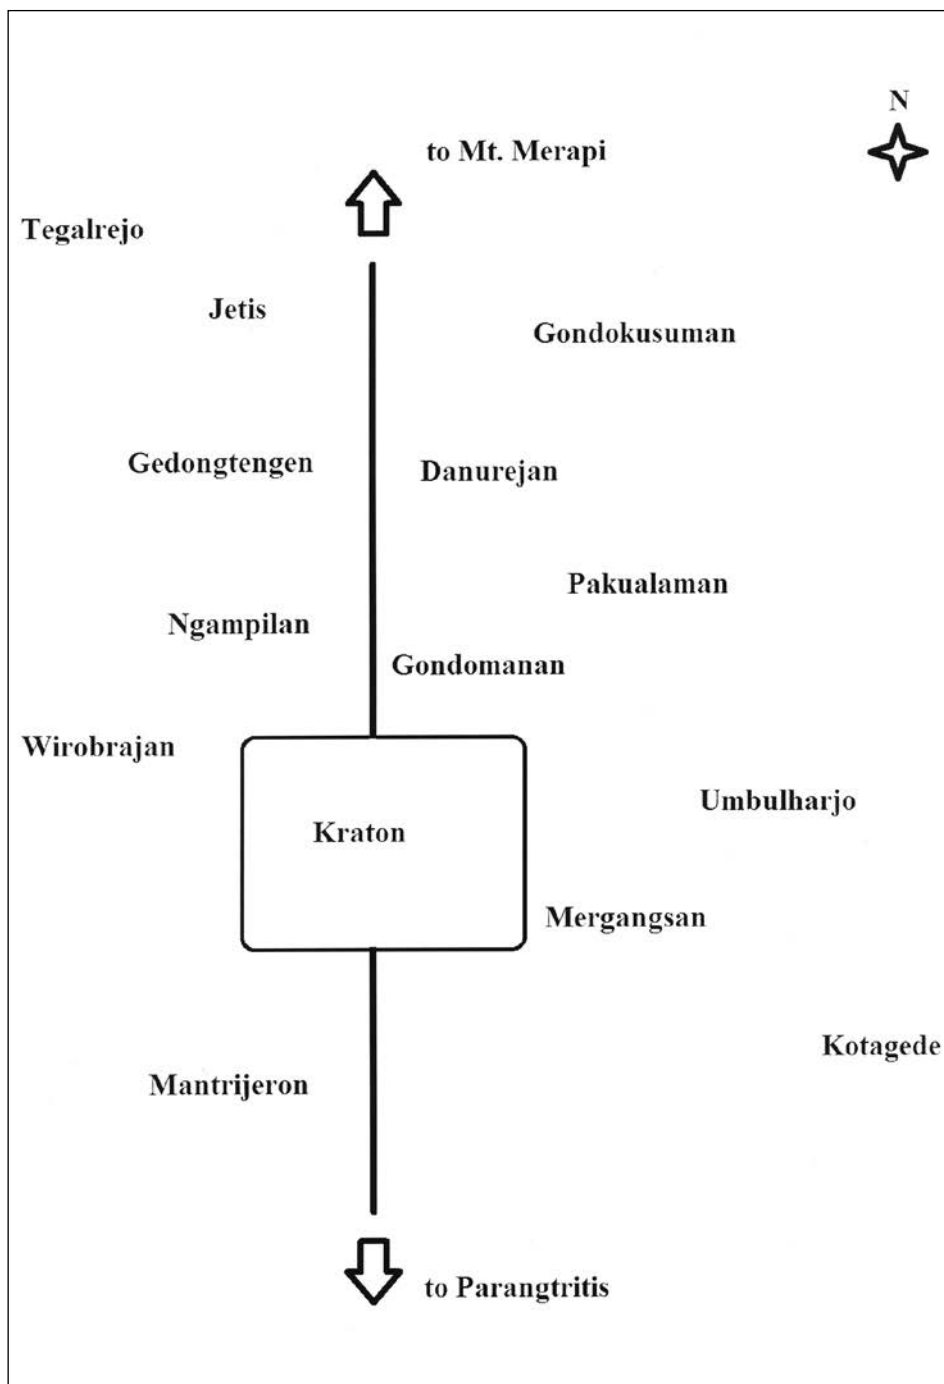 N
to Mt. Merapi
Tegalrejo
Jetis
Gondokusuman
Gedongtengen
Danurejan
Pakualaman
Ngampilan
Gondomanan
Wirobrajan
Umbulharjo
Kraton
Mergangsan
Kotagede
Mantrijeron
to Parangtritis